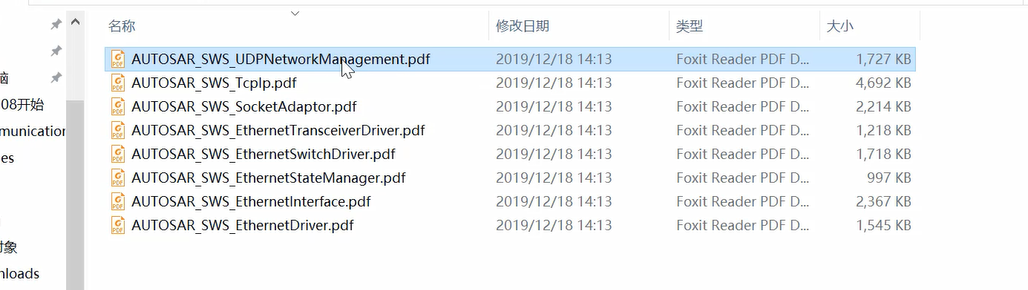 名称 修改日期 类型 大小
AUTOSAR_SWS_UDPNetworkManagement.pdf 2019/12/18 14:13 Foxit Reader PDF D... 1,727 KB
脑 AUTOSAR_SWS_TcpIp.pdf 2019/12/18 14:13 Foxit Reader PDF D... 4,692 KB
08开始 AUTOSAR_SWS_SocketAdaptor.pdf 2019/12/18 14:13 Foxit Reader PDF D... 2,214 KB
mmunication AUTOSAR_SWS_EthernetTransceiverDriver.pdf 2019/12/18 14:13 Foxit Reader PDF D... 1,218 KB
es AUTOSAR_SWS_EthernetSwitchDriver.pdf 2019/12/18 14:13 Foxit Reader PDF D... 1,718 KB
AUTOSAR_SWS_EthernetStateManager.pdf 2019/12/18 14:13 Foxit Reader PDF D... 997 KB
AUTOSAR_SWS_EthernetInterface.pdf 2019/12/18 14:13 Foxit Reader PDF D... 2,367 KB
AUTOSAR_SWS_EthernetDriver.pdf 2019/12/18 14:13 Foxit Reader PDF D... 1,545 KB
对象
nloads